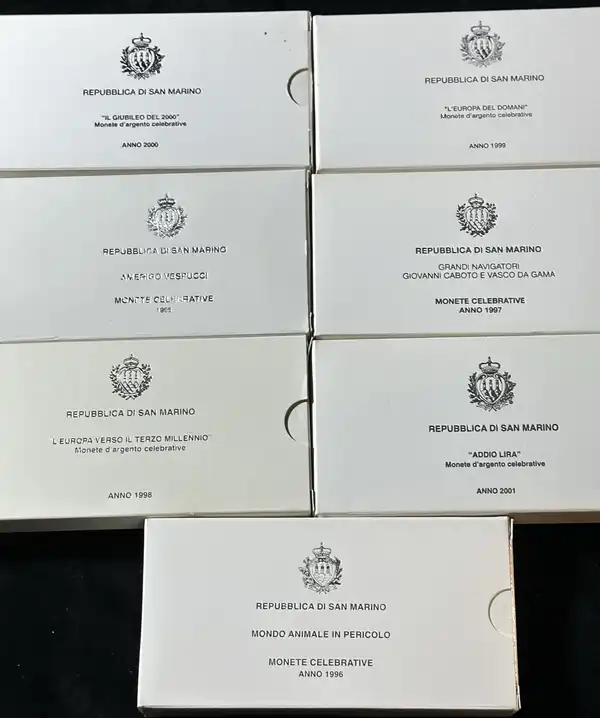 REPUBBLICA DI SAN MARINO
"IL GIUBILEO DEL 2000"
Monete d'argento celebrative
ANNO 2000
REPUBBLICA DI SAN MARINO
"L'EUROPA DEL DOMANI"
Monete d'argento celebrative
ANNO 1999
REPUBBLICA DI SAN MARINO
AMERIGO VESPUCCI
MONETE CELEBRATIVE
REPUBBLICA DI SAN MARINO
GRANDI NAVIGATORI
GIOVANNI CABOTO E VASCO DA GAMA
MONETE CELEBRATIVE
ANNO 1997
REPUBBLICA DI SAN MARINO
L'EUROPA VERSO IL TERZO MILLENNIO"
Monete d'argento celebrative
ANNO 1998
REPUBBLICA DI SAN MARINO
"ADDIO LIRA"
Monete d'argento celebrative
ANNO 2001
REPUBBLICA DI SAN MARINO
MONDO ANIMALE IN PERICOLO
MONETE CELEBRATIVE
ANNO 1996